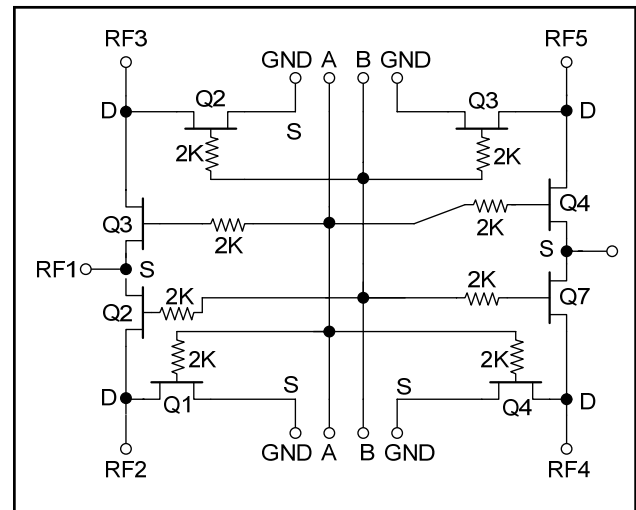 RF3 RF5
GND A B GND
D Q2 S Q3 D
2K 2K
Q3 2K 2K Q4
RF1 S S
Q2 2K 2K Q7
2K 2K
D Q1 S S Q4 D
RF2 GND A B GND RF4